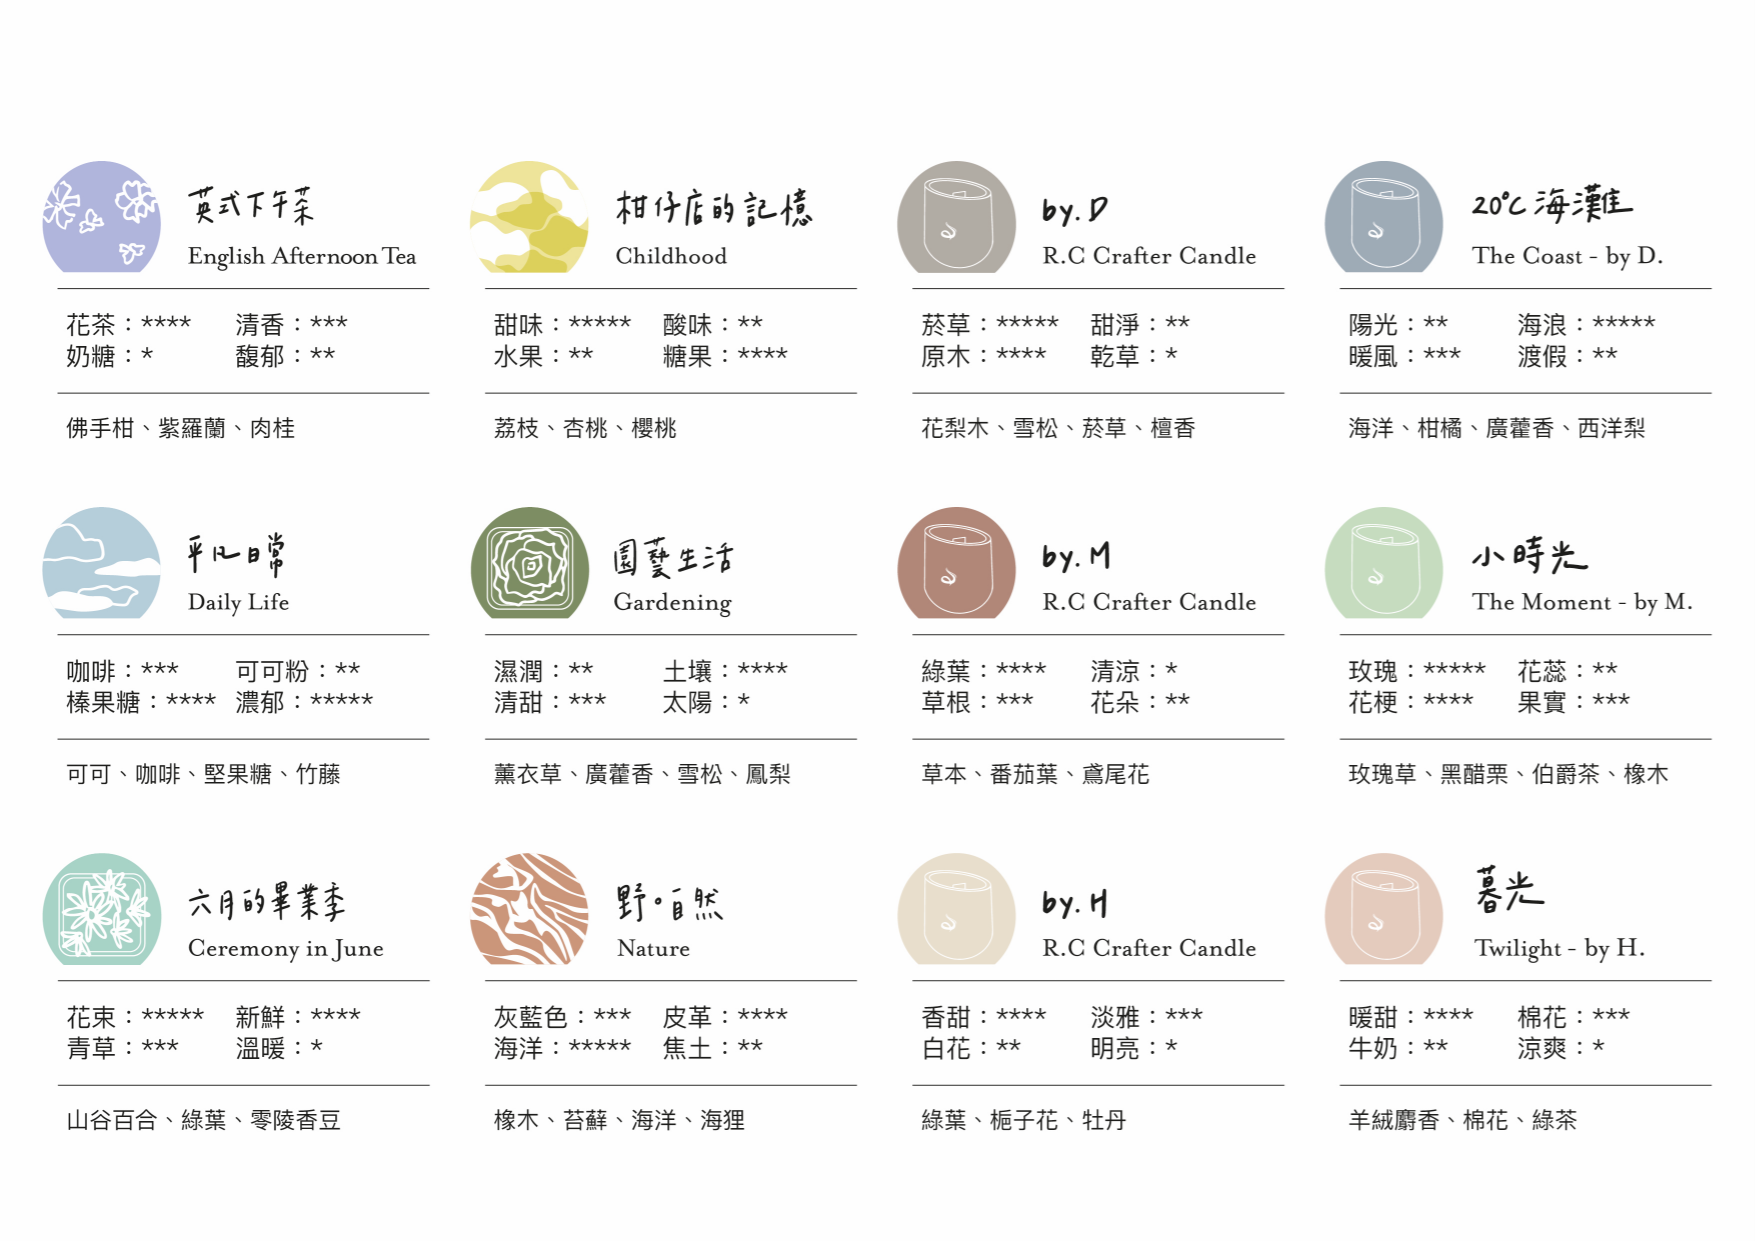 英式下午茶
English Afternoon Tea
花茶：**** 清香：***
奶糖：* 馥郁：**
佛手柑、紫羅蘭、肉桂
柑仔店的記憶
Childhood
甜味：***** 酸味：**
水果：** 糖果：****
荔枝、杏桃、櫻桃
by. D
R.C Crafter Candle
菸草：***** 甜淨：**
原木：**** 乾草：*
花梨木、雪松、菸草、檀香
20°C 海灘
The Coast - by D.
陽光：** 海浪：*****
暖風：*** 渡假：**
海洋、柑橘、廣藿香、西洋梨
平凡日常
Daily Life
咖啡：*** 可可粉：**
榛果糖：**** 濃郁：*****
可可、咖啡、堅果糖、竹藤
園藝生活
Gardening
濕潤：** 土壤：****
清甜：*** 太陽：*
薰衣草、廣藿香、雪松、鳳梨
by. M
R.C Crafter Candle
綠葉：**** 清涼：*
草根：*** 花朵：**
草本、番茄葉、鳶尾花
小時光
The Moment - by M.
玫瑰：***** 花蕊：**
花梗：**** 果實：***
玫瑰草、黑醋栗、伯爵茶、橡木
六月的畢業季
Ceremony in June
花束：***** 新鮮：****
青草：*** 溫暖：*
山谷百合、綠葉、零陵香豆
野。自然
Nature
灰藍色：*** 皮革：****
海洋：***** 焦土：**
橡木、苔蘚、海洋、海狸
by. H
R.C Crafter Candle
香甜：**** 淡雅：***
白花：** 明亮：*
綠葉、梔子花、牡丹
暮光
Twilight - by H.
暖甜：**** 棉花：***
牛奶：** 涼爽：*
羊絨麝香、棉花、綠茶